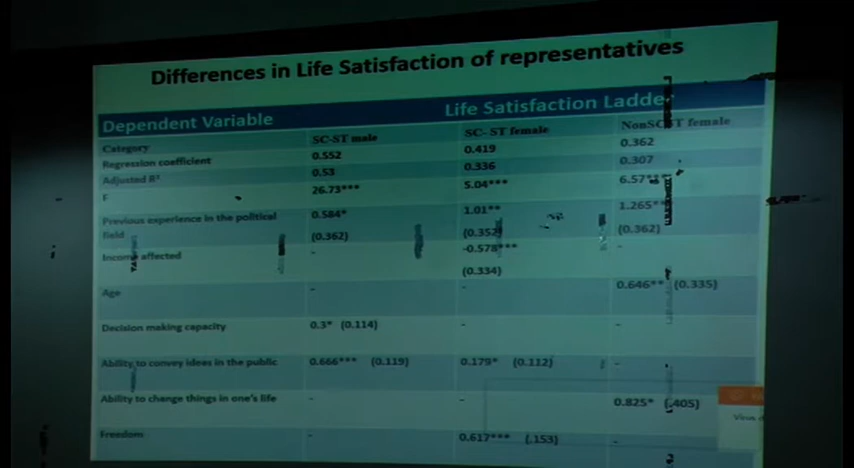 Differences in Life Satisfaction of representatives
Dependent Variable Life Satisfaction Ladder
Category SC-ST male SC- ST female NonSCST female
Regression coefficient 0.552 0.419 0.362
Adjusted R² 0.53 0.336 0.307
F 26.73*** 5.04*** 6.57***
Previous experience in the political 0.584* 1.01** 1.265**
field (0.362) (0.352) (0.362)
Income affected - -0.578*** -
(0.334)
Age - - 0.646** (0.335)
Decision making capacity 0.3* (0.114) - -
Ability to convey ideas in the public 0.666*** (0.119) 0.179* (0.112) -
Ability to change things in one's life - - 0.825* (.405)
Freedom - 0.617*** (.153) -